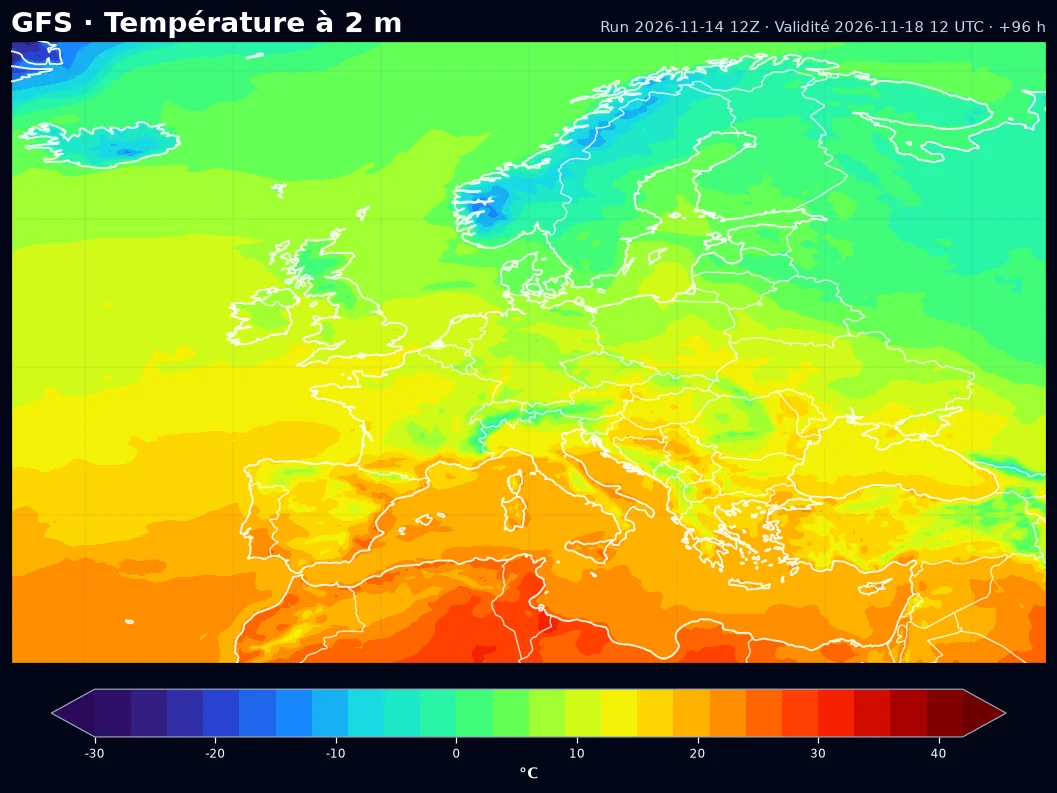 GFS · Température à 2 m
Run 2026-11-14 12Z · Validité 2026-11-18 12 UTC · +96 h
-30 -20 -10 0 10 20 30 40
°C